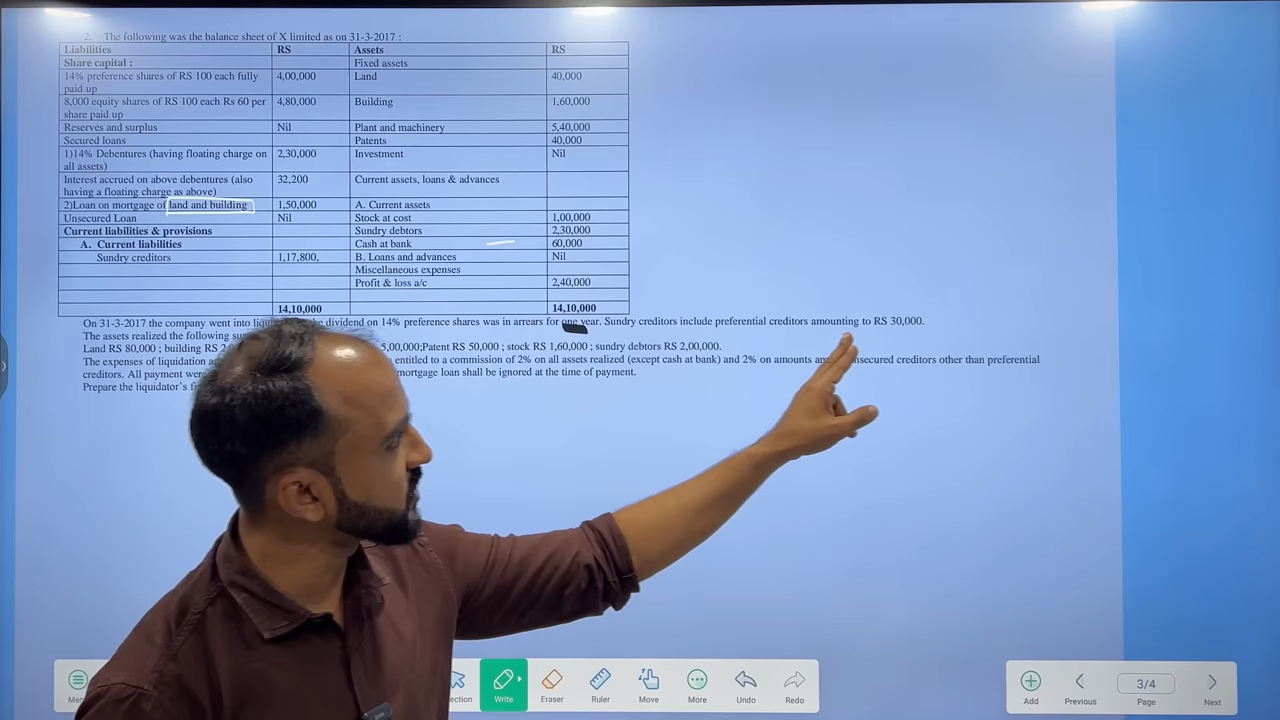 2. The following was the balance sheet of X limited as on 31-3-2017 :
Liabilities RS Assets RS
Share capital : Fixed assets
14% preference shares of RS 100 each fully paid up 4,00,000 Land 40,000
8,000 equity shares of RS 100 each Rs 60 per share paid up 4,80,000 Building 1,60,000
Reserves and surplus Nil Plant and machinery 5,40,000
Secured loans Patents 40,000
1)14% Debentures (having floating charge on all assets) 2,30,000 Investment Nil
Interest accrued on above debentures (also having a floating charge as above) 32,200 Current assets, loans & advances
2)Loan on mortgage of land and building 1,50,000 A. Current assets
Unsecured Loan Nil Stock at cost 1,00,000
Current liabilities & provisions Sundry debtors 2,30,000
A. Current liabilities Cash at bank 60,000
Sundry creditors 1,17,800, B. Loans and advances Nil
Miscellaneous expenses
Profit & loss a/c 2,40,000
14,10,000 14,10,000
On 31-3-2017 the company went into dividend on 14% preference shares was in arrears for one year. Sundry creditors include preferential creditors amounting to RS 30,000.
The assets realized the following
Land RS 80,000 ; building RS 5,00,000;Patent RS 50,000 ; stock RS 1,60,000 ; sundry debtors RS 2,00,000.
The expenses of liquidation entitled to a commission of 2% on all assets realized (except cash at bank) and 2% on amounts unsecured creditors other than preferential
creditors. All payment mortgage loan shall be ignored at the time of payment.
Prepare the liquidator's
Write
Eraser
Ruler
Move
More
Undo
Redo
Add
Previous
3/4
Page
Next